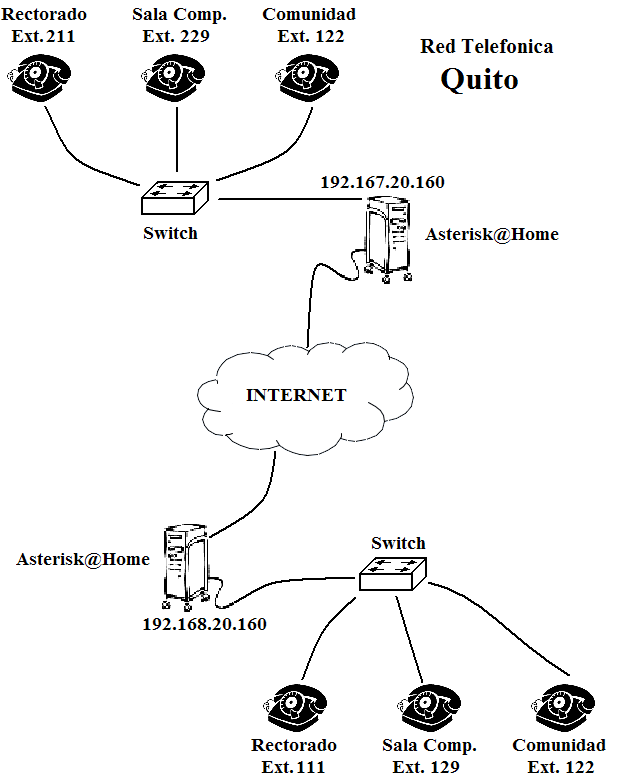 Rectorado
Ext.211
Sala Comp.
Ext. 229
Comunidad
Ext. 122
Red Telefonica
Quito
192.167.20.160
Switch
Asterisk@Home
INTERNET
Asterisk@Home
192.168.20.160
Switch
Rectorado
Ext.111
Sala Comp.
Ext. 129
Comunidad
Ext. 122